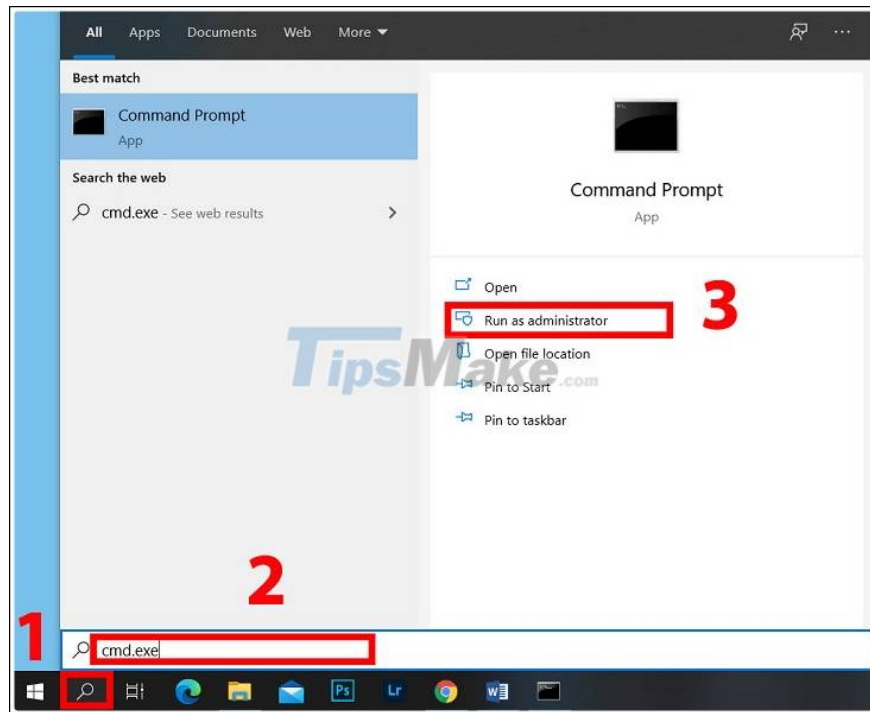 All Apps Documents Web More
Best match
Command Prompt
App
Search the web
cmd.exe - See web results
Command Prompt
App
Open
Run as administrator
3
Open file location
Pin to Start
Pin to taskbar
TipsMake.com
2
1
cmd.exe
Ps Lr W